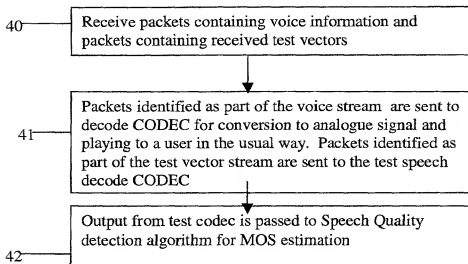 40
Receive packets containing voice information and
packets containing received test vectors
41
Packets identified as part of the voice stream are sent to
decode CODEC for conversion to analogue signal and
playing to a user in the usual way. Packets identified as
part of the test vector stream are sent to the test speech
decode CODEC
42
Output from test codec is passed to Speech Quality
detection algorithm for MOS estimation